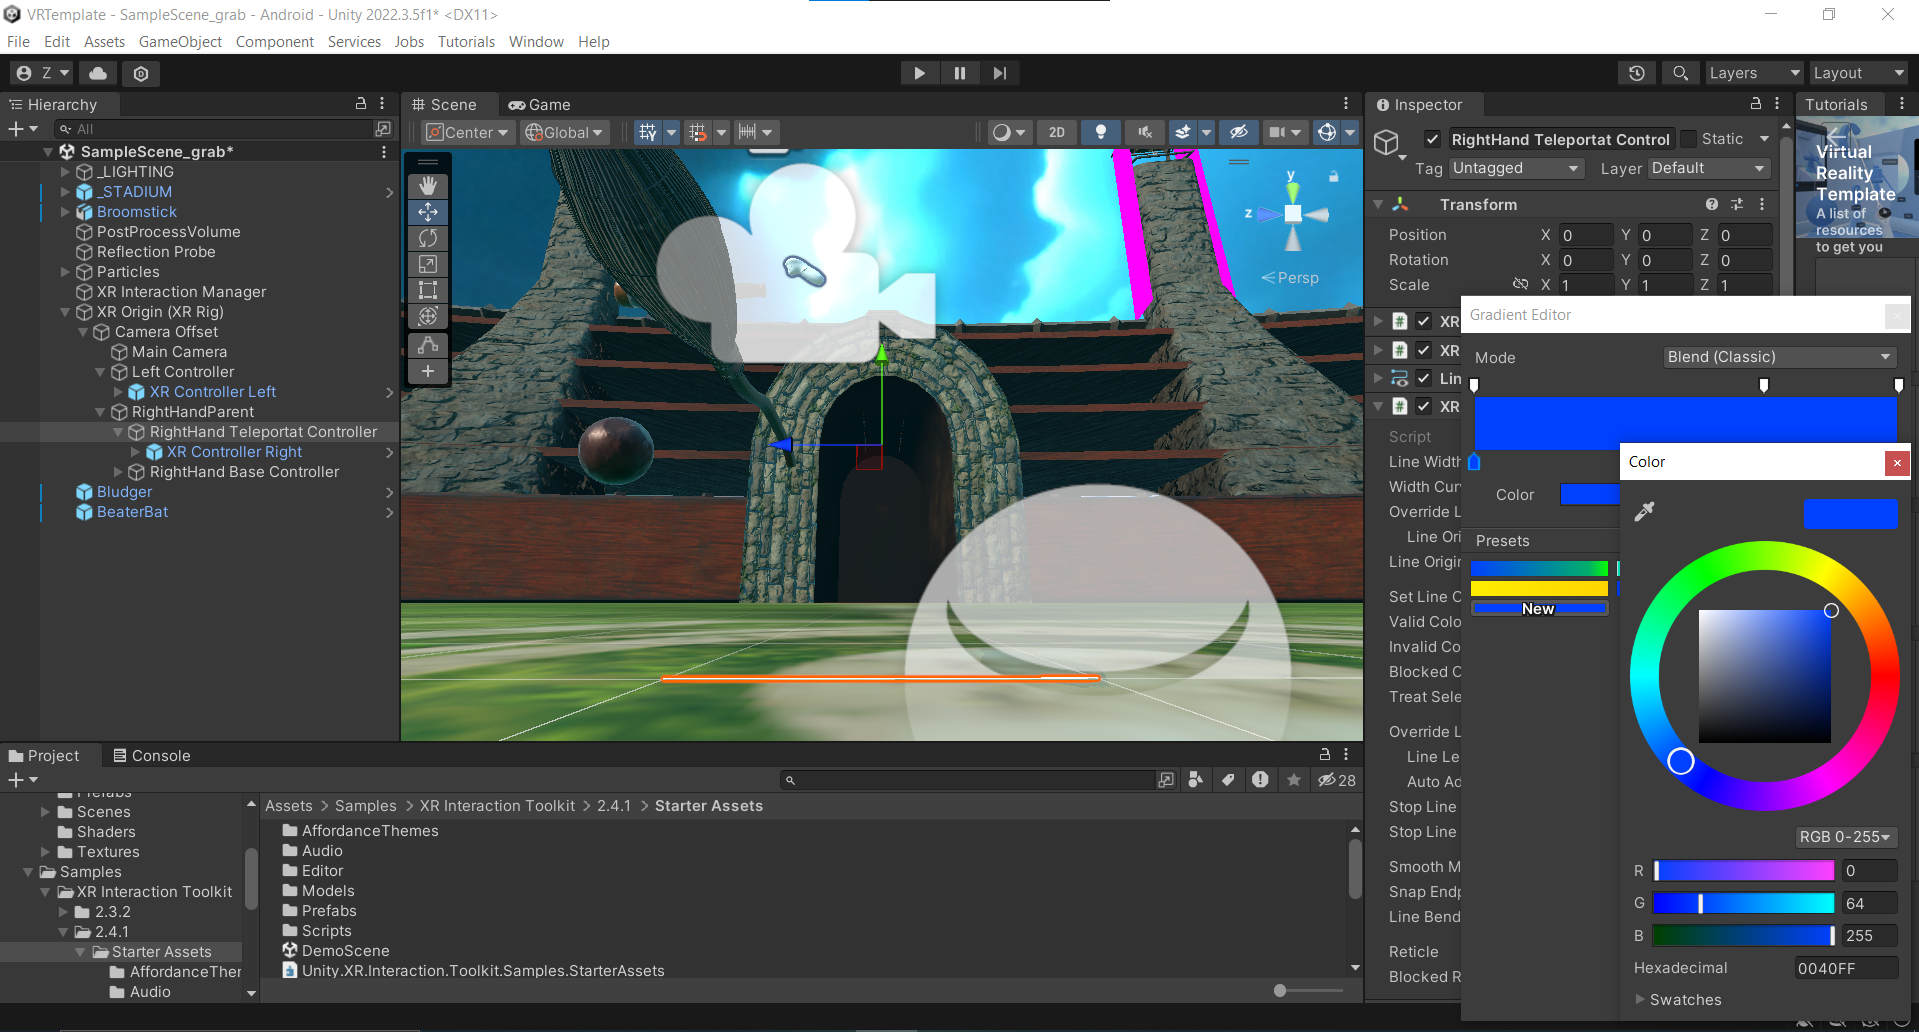 VRTemplate - SampleScene_grab - Android - Unity 2022.3.5f1* <DX11>
File Edit Assets GameObject Component Services Jobs Tutorials Window Help
Z Layers Layout
Hierarchy
All
SampleScene_grab*
_LIGHTING
_STADIUM
Broomstick
PostProcessVolume
Reflection Probe
Particles
XR Interaction Manager
XR Origin (XR Rig)
Camera Offset
Main Camera
Left Controller
XR Controller Left
RightHandParent
RightHand Teleportat Controller
XR Controller Right
RightHand Base Controller
Bludger
BeaterBat
Scene Game
Center Global 2D
y
z
Persp
Inspector
RightHand Teleportat Control Static
Tag Untagged Layer Default
Transform
Position X 0 Y 0 Z 0
Rotation X 0 Y 0 Z 0
Scale X 1 Y 1 Z 1
XR
XR
Lin
XR
Script
Line Width
Width Cur
Override L
Line Ori
Line Origin
Set Line C
Valid Colo
Invalid Co
Blocked C
Treat Sele
Override L
Line Le
Auto Ad
Stop Line
Stop Line
Smooth M
Snap Endp
Line Bend
Reticle
Blocked R
Tutorials
Virtual
Reality
Template
A list of
resources
to get you
Gradient Editor
Mode Blend (Classic)
Color
Presets
New
Color
RGB 0-255
R 0
G 64
B 255
Hexadecimal 0040FF
Swatches
Project Console
28
Prefabs
Scenes
Shaders
Textures
Samples
XR Interaction Toolkit
2.3.2
2.4.1
Starter Assets
AffordanceTher
Audio
Assets > Samples > XR Interaction Toolkit > 2.4.1 > Starter Assets
AffordanceThemes
Audio
Editor
Models
Prefabs
Scripts
DemoScene
Unity.XR.Interaction.Toolkit.Samples.StarterAssets